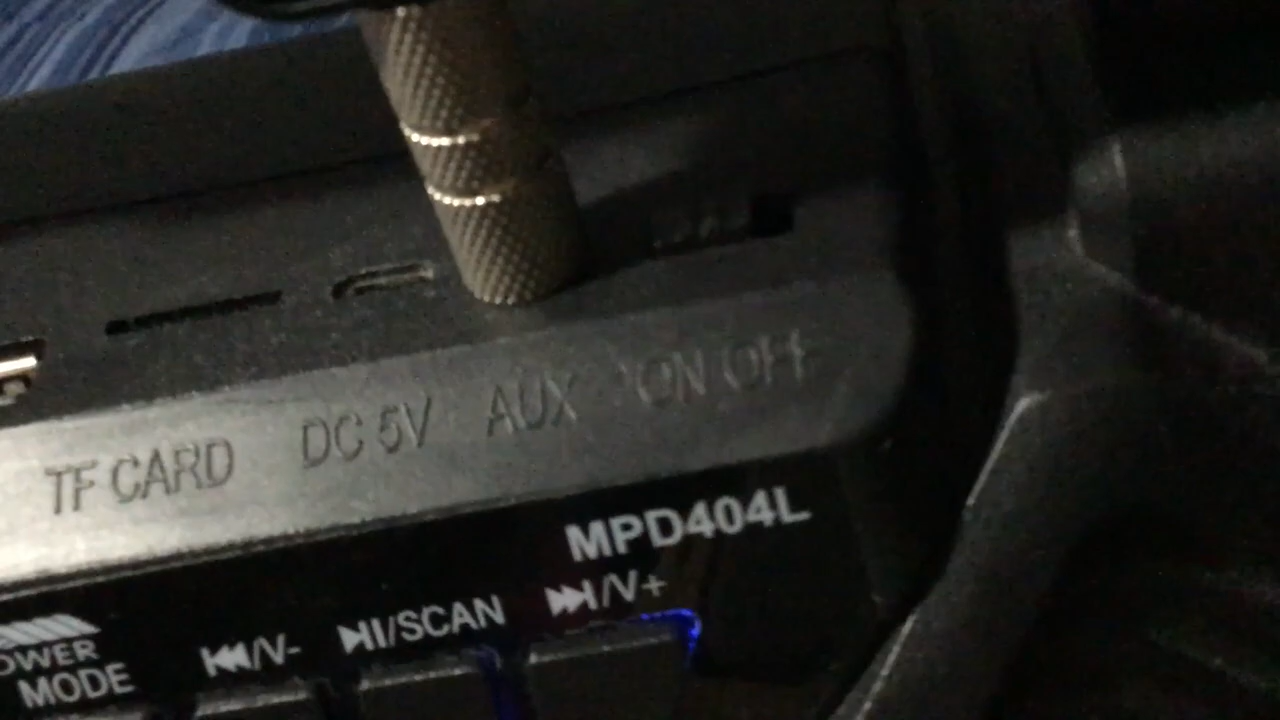 TF CARD DC 5V AUX ON OFF
MPD404L
OWER
MODE ⏮/V- ⏯/SCAN ⏭/V+